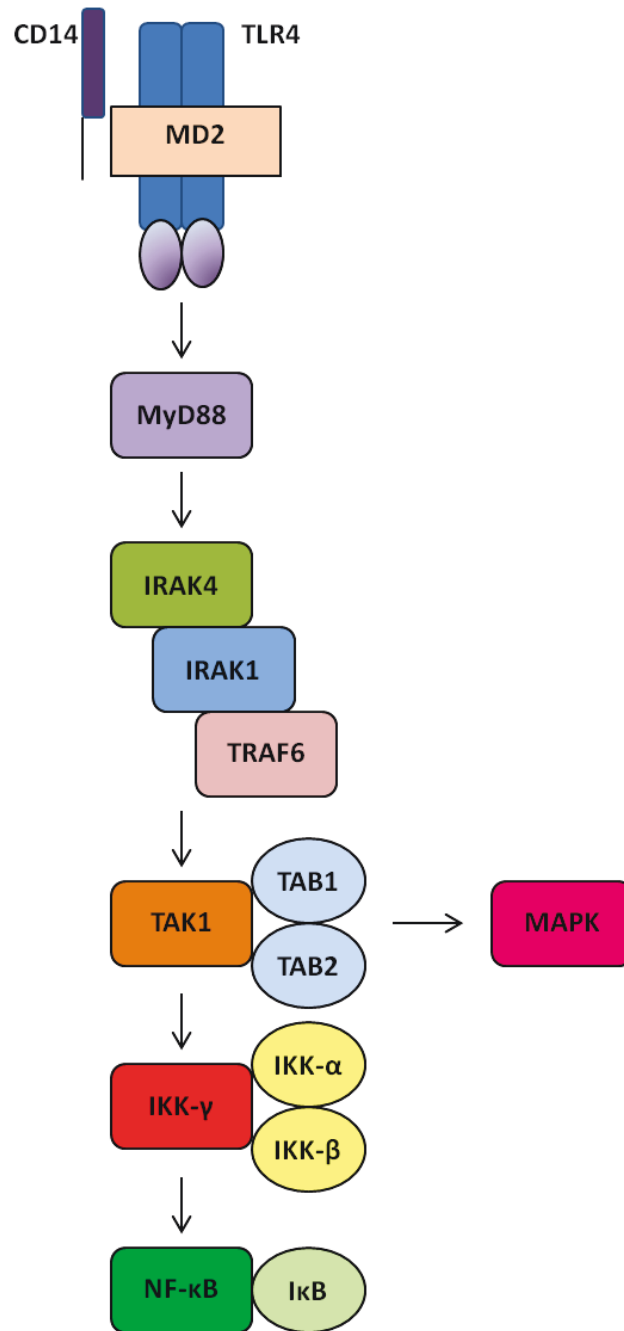 CD14
TLR4
MD2
MyD88
IRAK4
IRAK1
TRAF6
TAB1
TAK1
MAPK
TAB2
IKK-α
IKK-γ
IKK-β
NF-κB
IκB